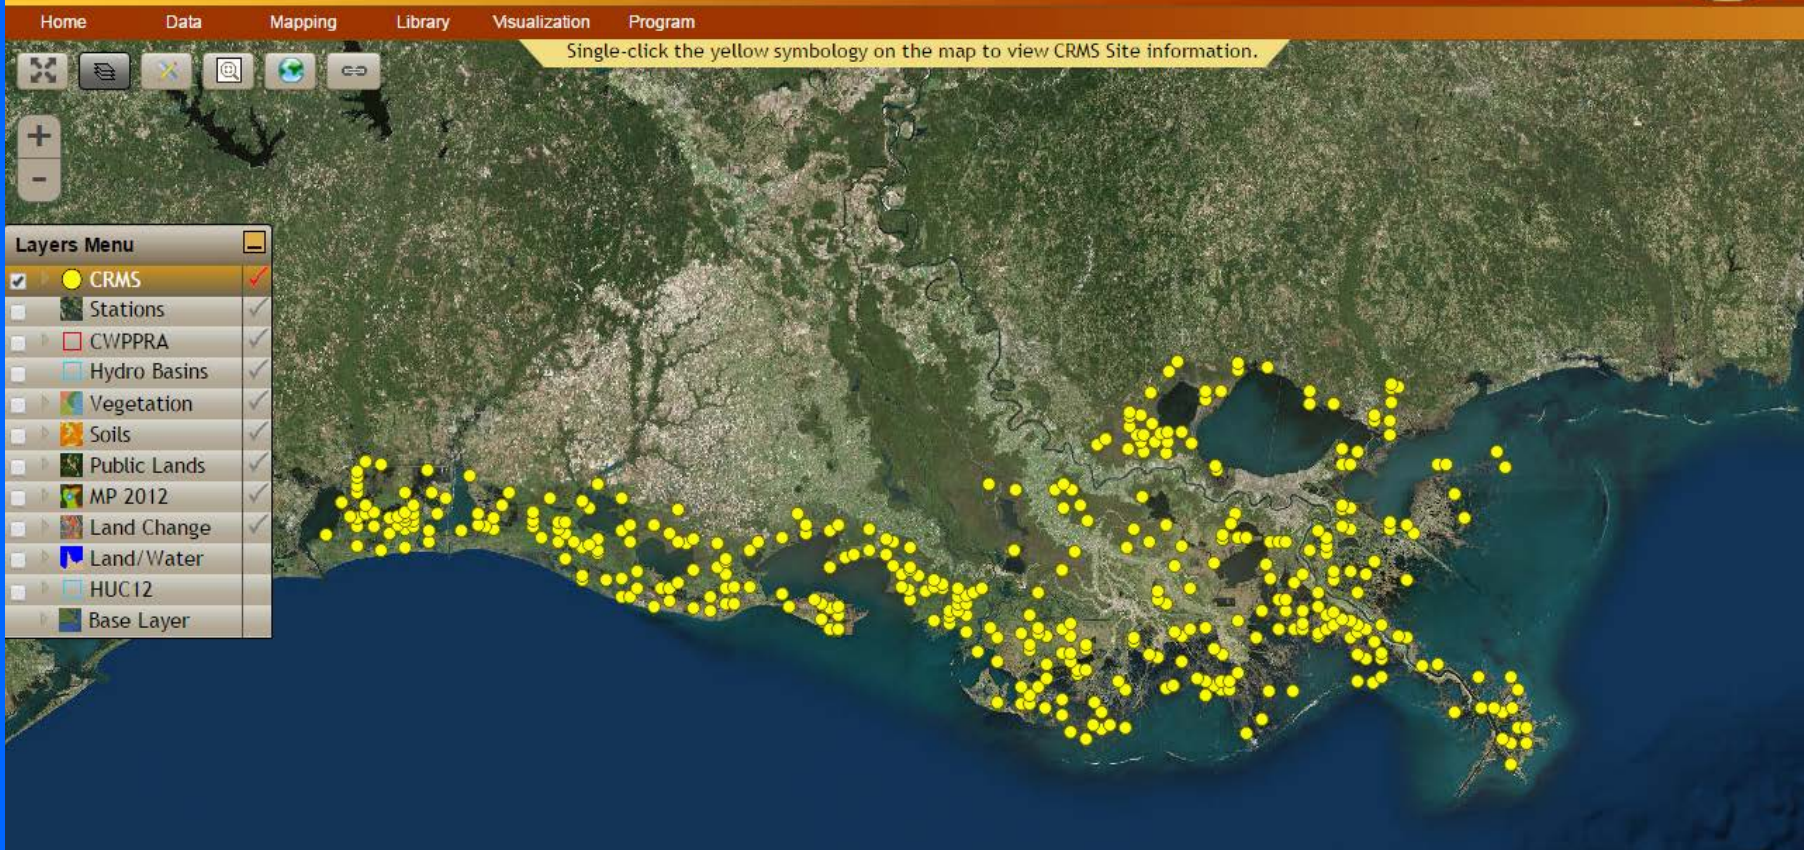 Home Data Mapping Library Visualization Program
Single-click the yellow symbology on the map to view CRMS Site information.
+
-
Layers Menu
CRMS
Stations
CWPPRA
Hydro Basins
Vegetation
Soils
Public Lands
MP 2012
Land Change
Land/Water
HUC12
Base Layer